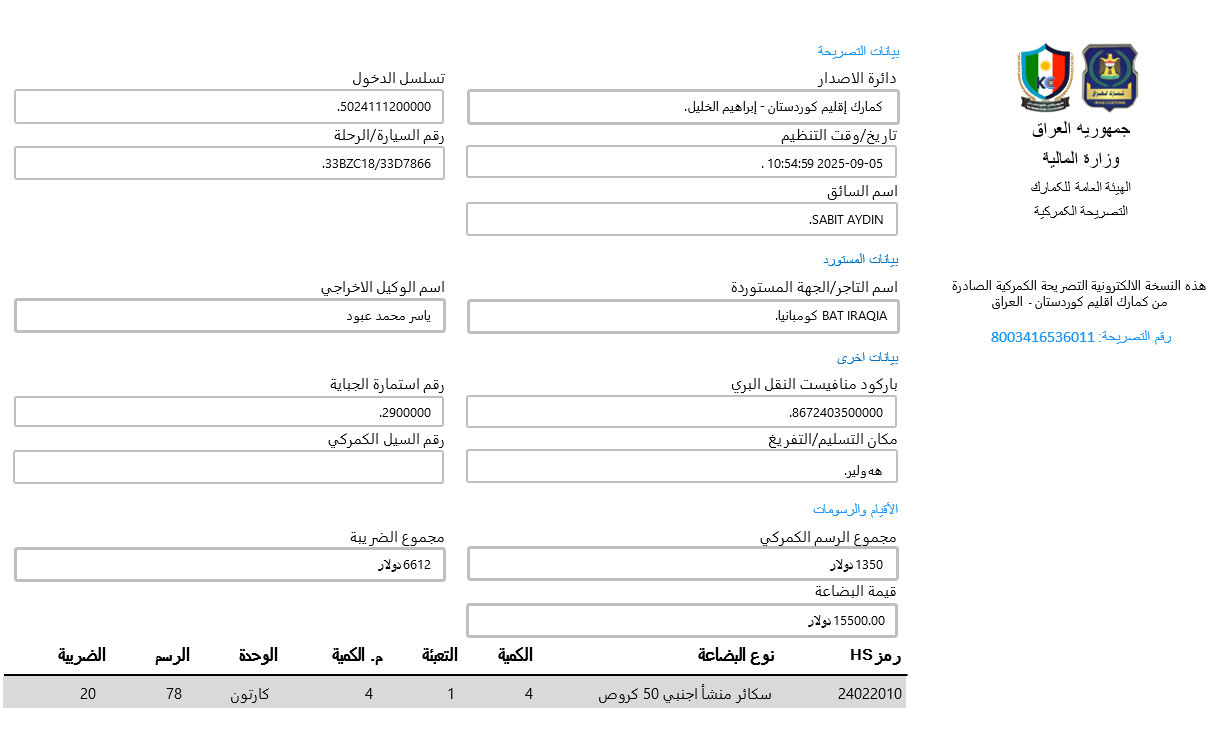 KC
IRAQ CUSTOMS
جمهورية العراق
وزارة المالية
الهيئة العامة للكمارك
التصريحة الكمركية
هذه النسخة الالكترونية التصريحة الكمركية الصادرة
من كمارك اقليم كوردستان - العراق
رقم التصريحة: 8003416536011
بيانات التصريحة
دائرة الاصدار
تسلسل الدخول
كمارك إقليم كوردستان - إبراهيم الخليل.
5024111200000.
تاريخ/وقت التنظيم
رقم السيارة/الرحلة
2025-09-05 10:54:59 .
33BZC18/33D7866.
اسم السائق
SABIT AYDIN.
بيانات المستورد
اسم التاجر/الجهة المستوردة
اسم الوكيل الاخراجي
BAT IRAQIA كومبانيا.
ياسر محمد عبود
بيانات اخرى
باركود منافيست النقل البري
رقم استمارة الجباية
8672403500000.
2900000.
مكان التسليم/التفريغ
رقم السيل الكمركي
هه ولير.
الأقيام والرسومات
مجموع الرسم الكمركي
مجموع الضريبة
1350 دولار
6612 دولار
قيمة البضاعة
15500.00 دولار
رمز HS نوع البضاعة الكمية التعبئة م. الكمية الوحدة الرسم الضريبة
24022010 سكائر منشأ اجنبي 50 كروص 4 1 4 كارتون 78 20